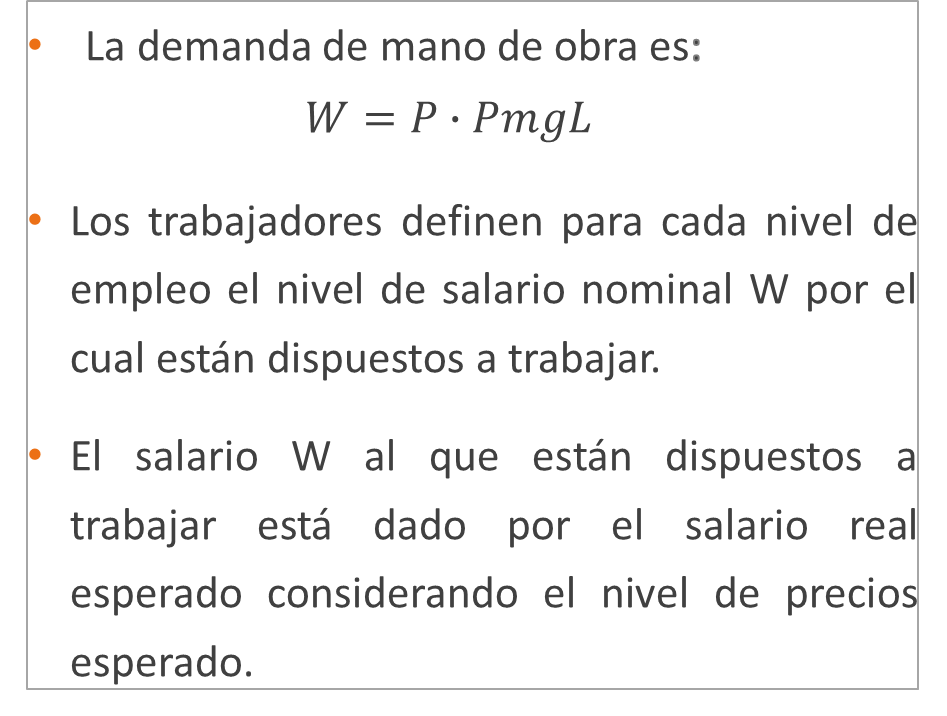 • La demanda de mano de obra es:
W = P · PmgL
• Los trabajadores definen para cada nivel de
empleo el nivel de salario nominal W por el
cual están dispuestos a trabajar.
• El salario W al que están dispuestos a
trabajar está dado por el salario real
esperado considerando el nivel de precios
esperado.